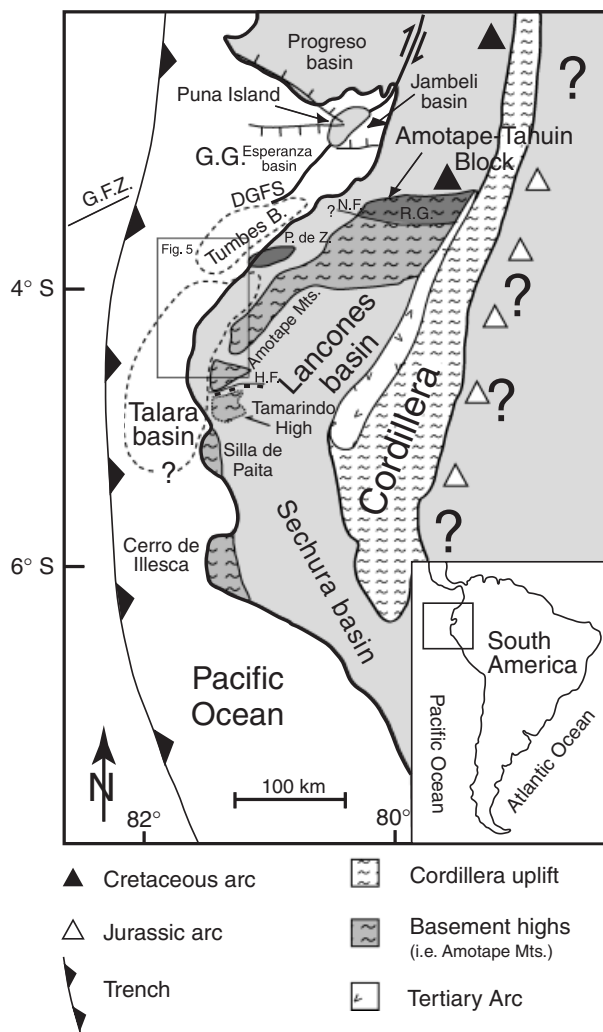 Progreso
basin
Puna Island
Jambeli
basin
G.G.
Esperanza
basin
Amotape-Tahuin
Block
?
G.F.Z.
DGFS
?
N.F.
R.G.
Tumbes B.
P. de Z.
Fig. 5
4° S
?
Amotape Mts.
Lancones
basin
H.F.
Talara
basin
?
Tamarindo
High
?
Cordillera
Silla de
Paita
Sechura basin
?
6° S
Cerro de
Illesca
South
America
Pacific
Ocean
Pacific Ocean
Atlantic Ocean
N
100 km
82°
80°
Cretaceous arc
Cordillera uplift
Jurassic arc
Basement highs
(i.e. Amotape Mts.)
Trench
Tertiary Arc